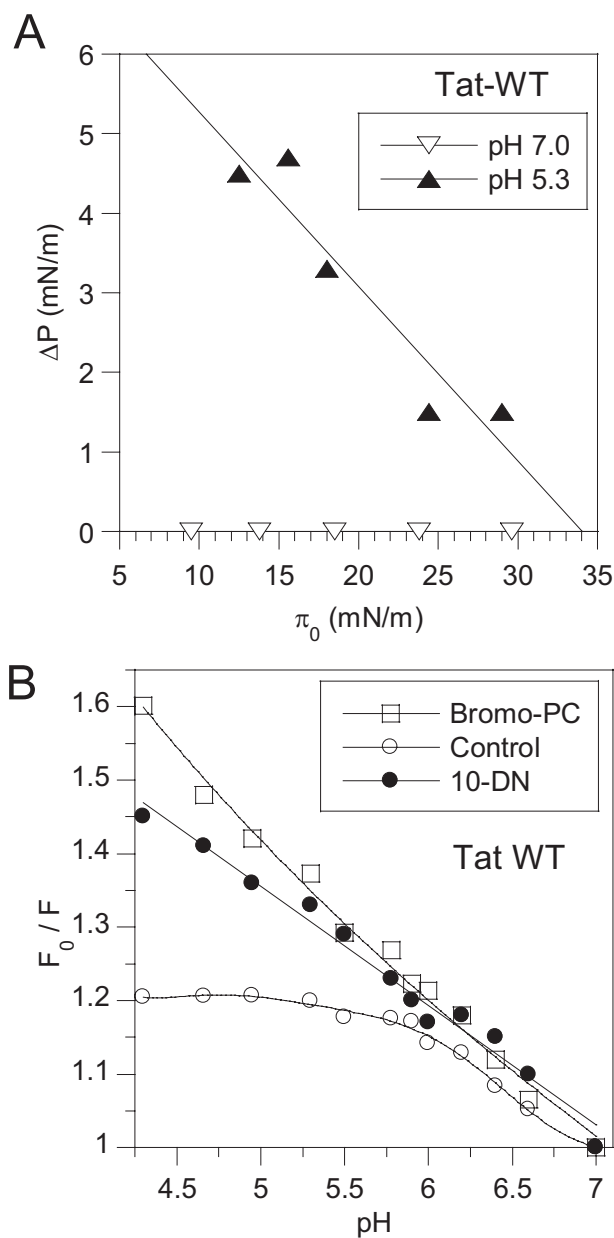 A
Tat-WT
pH 7.0
pH 5.3
6
5
4
3
2
1
0
ΔP (mN/m)
5 10 15 20 25 30 35
π₀ (mN/m)
B
Bromo-PC
Control
10-DN
Tat WT
1.6
1.5
1.4
1.3
1.2
1.1
1
F₀ / F
4.5 5 5.5 6 6.5 7
pH